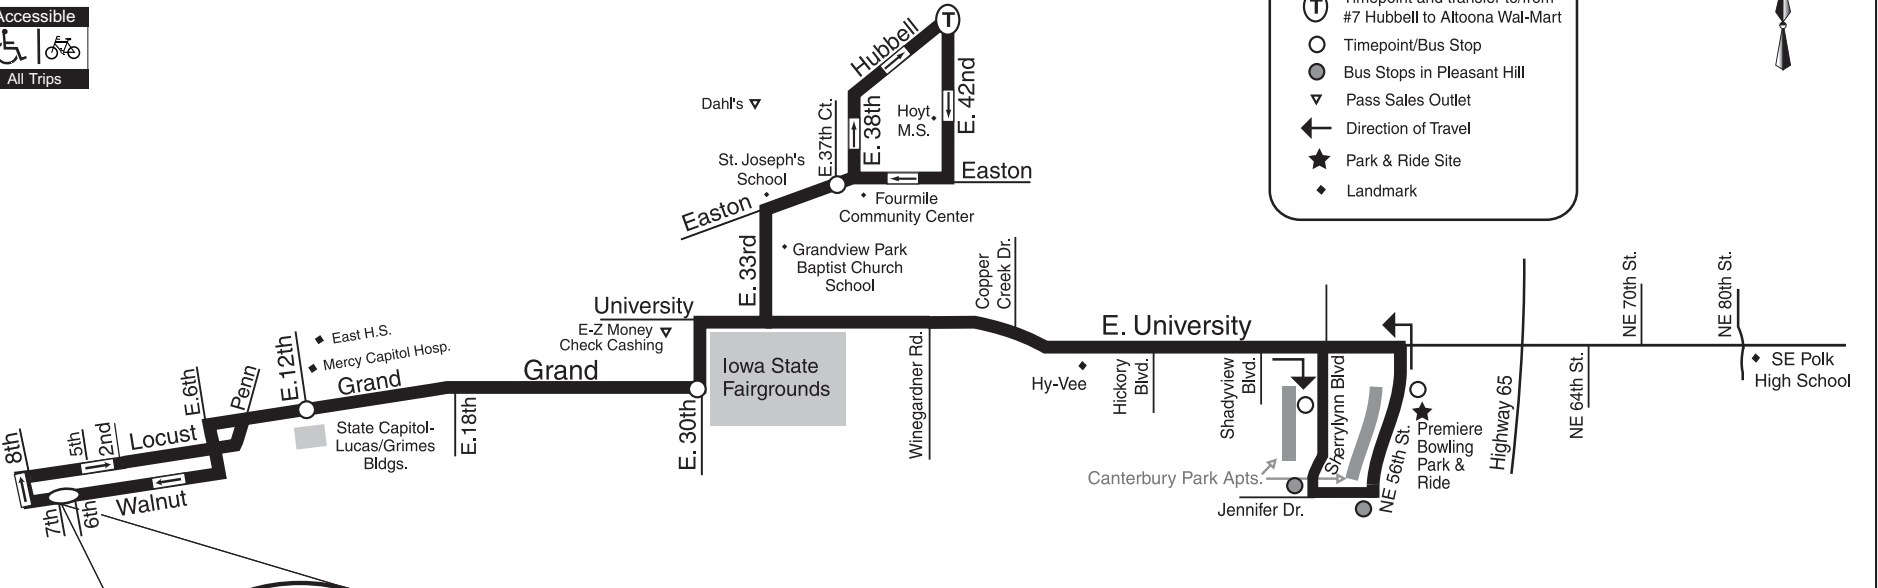 Accessible
All Trips
Timepoint and transfer to/from
T
#7 Hubbell to Altoona Wal-Mart
Timepoint/Bus Stop
Bus Stops in Pleasant Hill
Pass Sales Outlet
Direction of Travel
Park & Ride Site
Landmark
T
Hubbell
E. 42nd
Dahl's
E.37th Ct.
E. 38th
Hoyt
M.S.
St. Joseph's
School
Easton
Easton
Fourmile
Community Center
E. 33rd
Grandview Park
Baptist Church
School
Copper
Creek Dr.
University
E-Z Money
Check Cashing
E. University
NE 70th St.
NE 80th St.
East H.S.
Mercy Capitol Hosp.
E.12th
Grand
Grand
Iowa State
Fairgrounds
Winegardner Rd.
Hy-Vee
Hickory
Blvd.
Shadyview
Blvd.
Sherrylynn Blvd
Highway 65
NE 64th St.
SE Polk
High School
E.6th
Penn
E.18th
E. 30th
State Capitol-
Lucas/Grimes
Bldgs.
8th
5th
2nd
Locust
Walnut
7th
6th
Canterbury Park Apts.
Jennifer Dr.
NE 56th St.
Premiere
Bowling
Park &
Ride